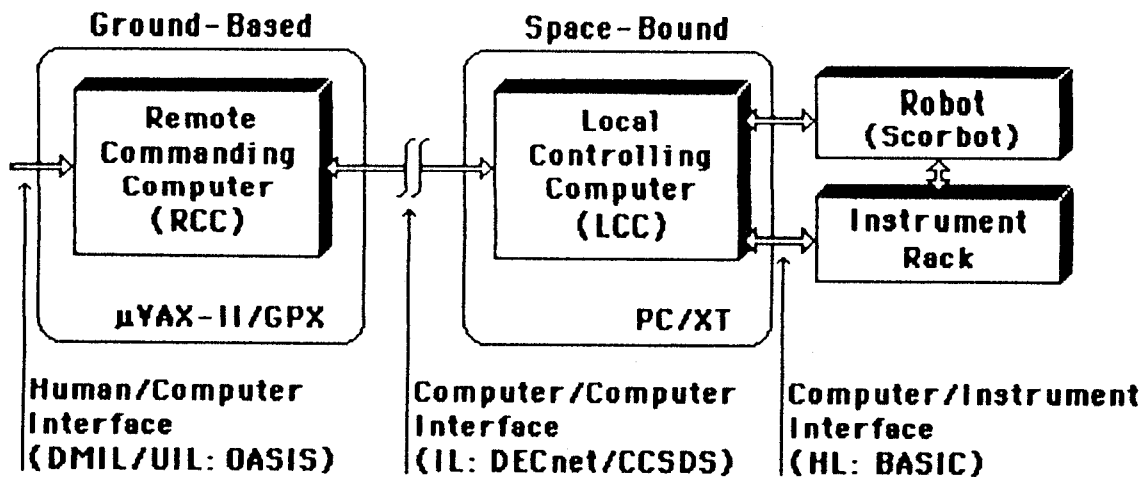 Ground-Based
Remote
Commanding
Computer
(RCC)
µVAX-II/GPX
Space-Bound
Local
Controlling
Computer
(LCC)
PC/XT
Robot
(Scorbot)
Instrument
Rack
Human/Computer
Interface
(DMIL/UIL: OASIS)
Computer/Computer
Interface
(IL: DECnet/CCSDS)
Computer/Instrument
Interface
(HL: BASIC)